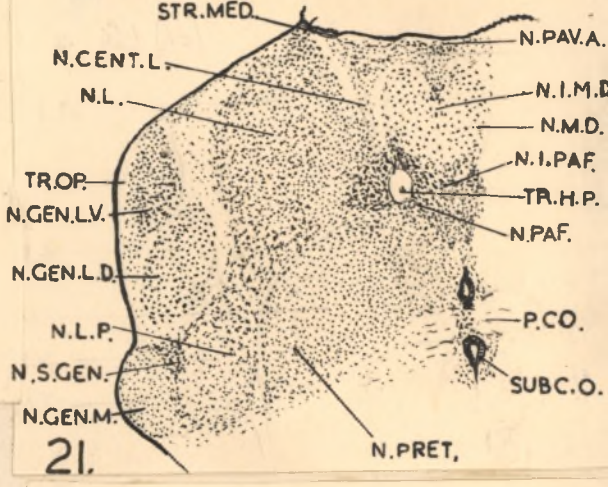 STR.MED.
N.CENT.L.
N.L.
TR.OP.
N.GEN.L.V.
N.GEN.L.D.
N.L.P.
N.S.GEN.
N.GEN.M.
21.
N.PAV.A.
N.I.M.D
N.M.D.
N.I.PAF.
TR.H.P.
N.PAF.
P.CO.
SUBC.O.
N.PRET.